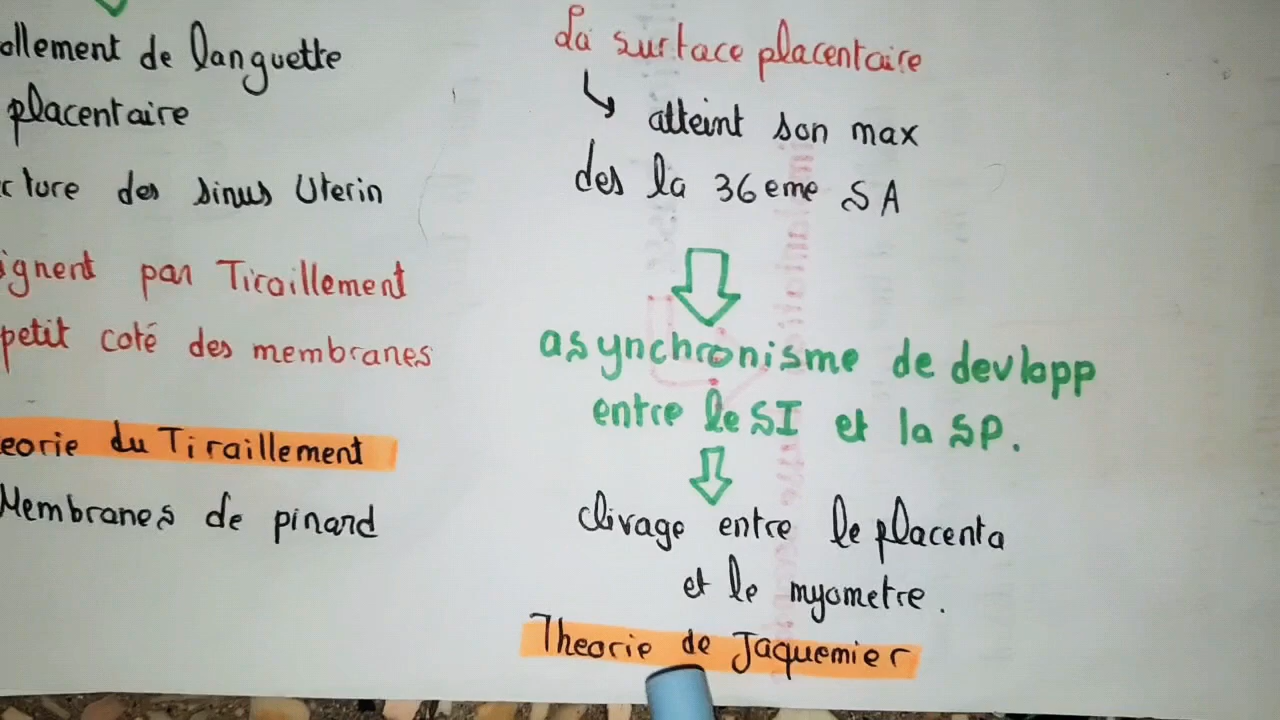 ollement de languette
placentaire
cture des sinus Uterin
ignent par Tiraillement
petit coté des membranes
eorie du Tiraillement
Membranes de pinard
La surface placentaire
↳ atteint son max
des la 36eme SA
asynchronisme de devlopp
entre le SI et la SP.
clivage entre le placenta
et le myometre.
Theorie de Jaquemier